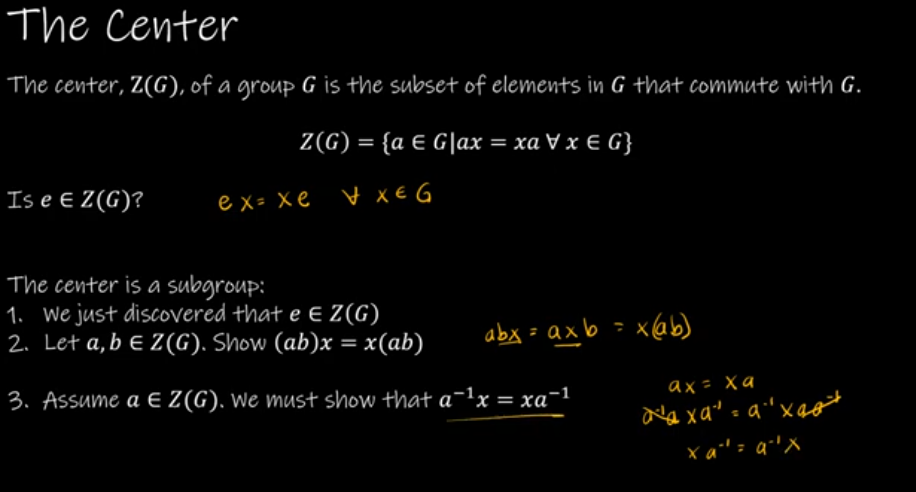 The Center
The center, Z(G), of a group G is the subset of elements in G that commute with G.
Z(G) = {a ∈ G|ax = xa ∀ x ∈ G}
Is e ∈ Z(G)? ex = xe ∀ x ∈ G
The center is a subgroup:
1. We just discovered that e ∈ Z(G)
2. Let a, b ∈ Z(G). Show (ab)x = x(ab) abx = axb = x(ab)
3. Assume a ∈ Z(G). We must show that a⁻¹x = xa⁻¹
ax = xa
a⁻¹a xa⁻¹ = a⁻¹xaa⁻¹
xa⁻¹ = a⁻¹x